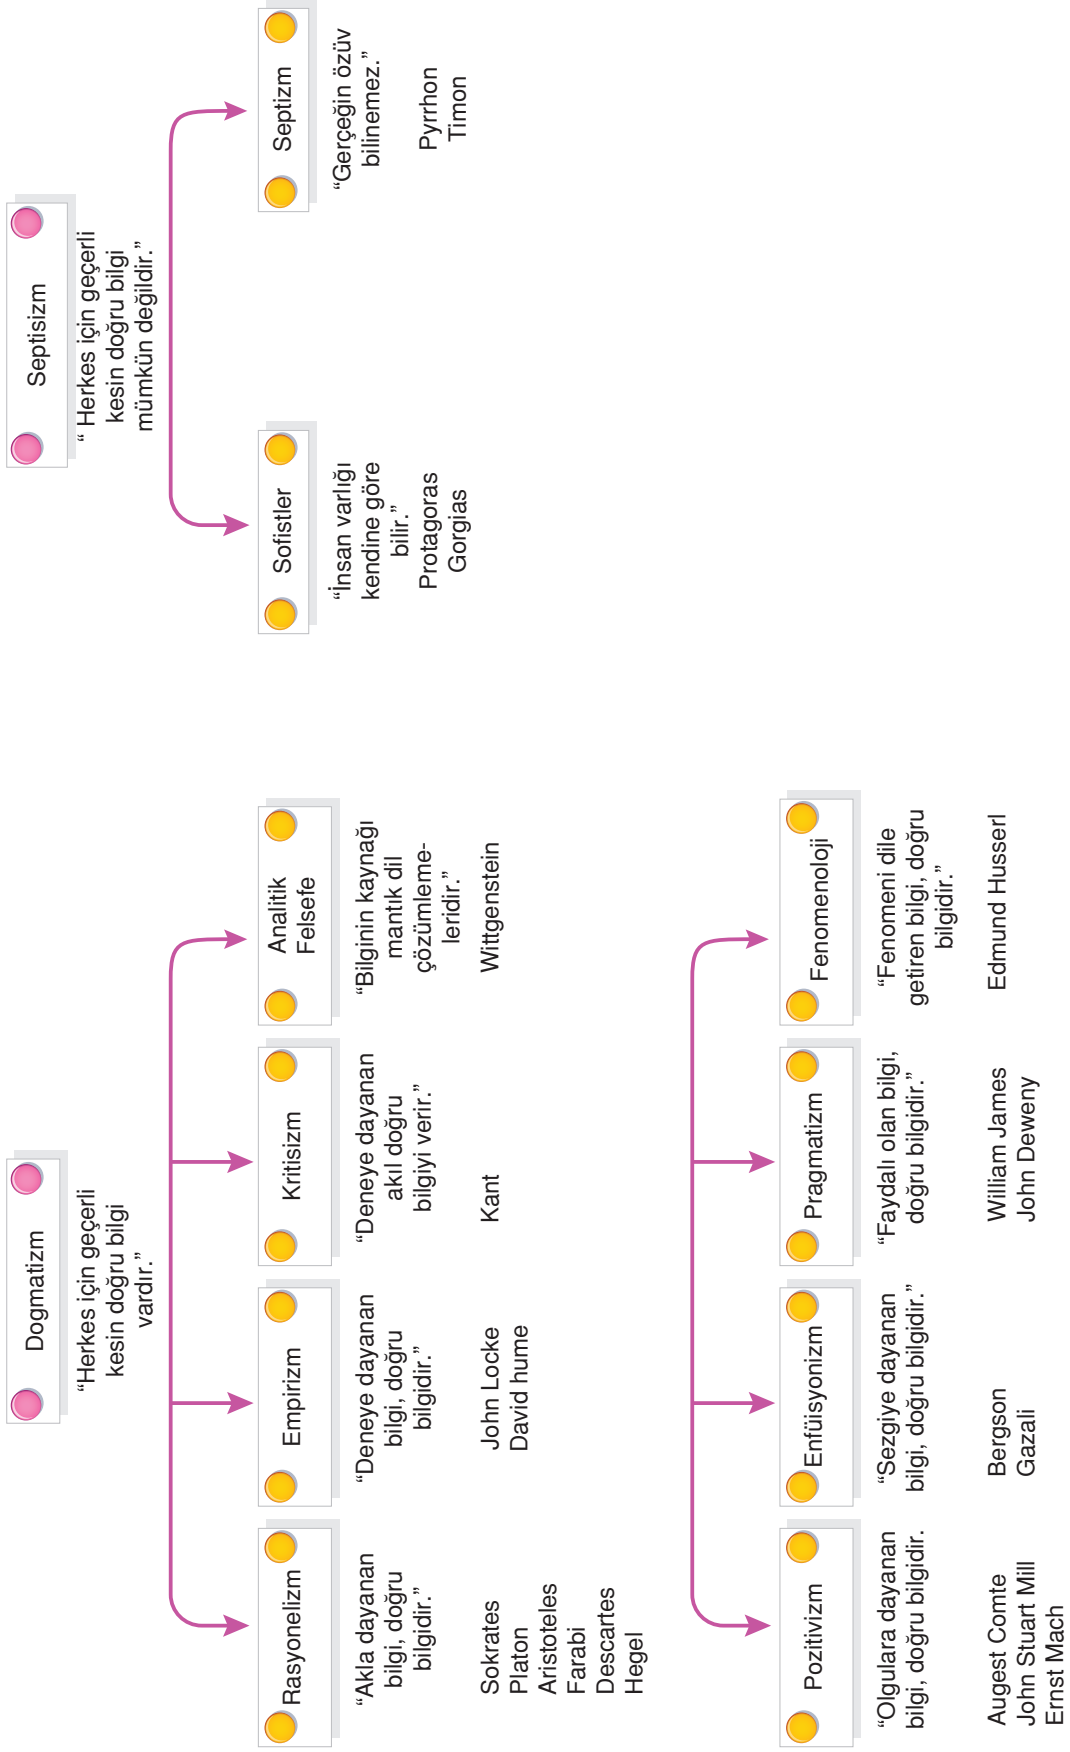 Dogmatizm
“Herkes için geçerli
kesin doğru bilgi
vardır.”
Rasyonelizm
“Akla dayanan
bilgi, doğru
bilgidir.”
Sokrates
Platon
Aristoteles
Farabi
Descartes
Hegel
Empirizm
“Deneye dayanan
bilgi, doğru
bilgidir.”
John Locke
David hume
Kritisizm
“Deneye dayanan
akıl doğru
bilgiyi verir.”
Kant
Analitik
Felsefe
“Bilginin kaynağı
mantık dil
çözümleme-
leridir.”
Wittgenstein
Pozitivizm
“Olgulara dayanan
bilgi, doğru bilgidir.
Augest Comte
John Stuart Mill
Ernst Mach
Enfüisyonizm
“Sezgiye dayanan
bilgi, doğru bilgidir.”
Bergson
Gazali
Pragmatizm
“Faydalı olan bilgi,
doğru bilgidir.”
William James
John Deweny
Fenomenoloji
“Fenomeni dile
getiren bilgi, doğru
bilgidir.”
Edmund Husserl
Septisizm
“ Herkes için geçerli
kesin doğru bilgi
mümkün değildir.”
Sofistler
“İnsan varlığı
kendine göre
bilir.”
Protagoras
Gorgias
Septizm
“Gerçeğin özüv
bilinemez.”
Pyrrhon
Timon